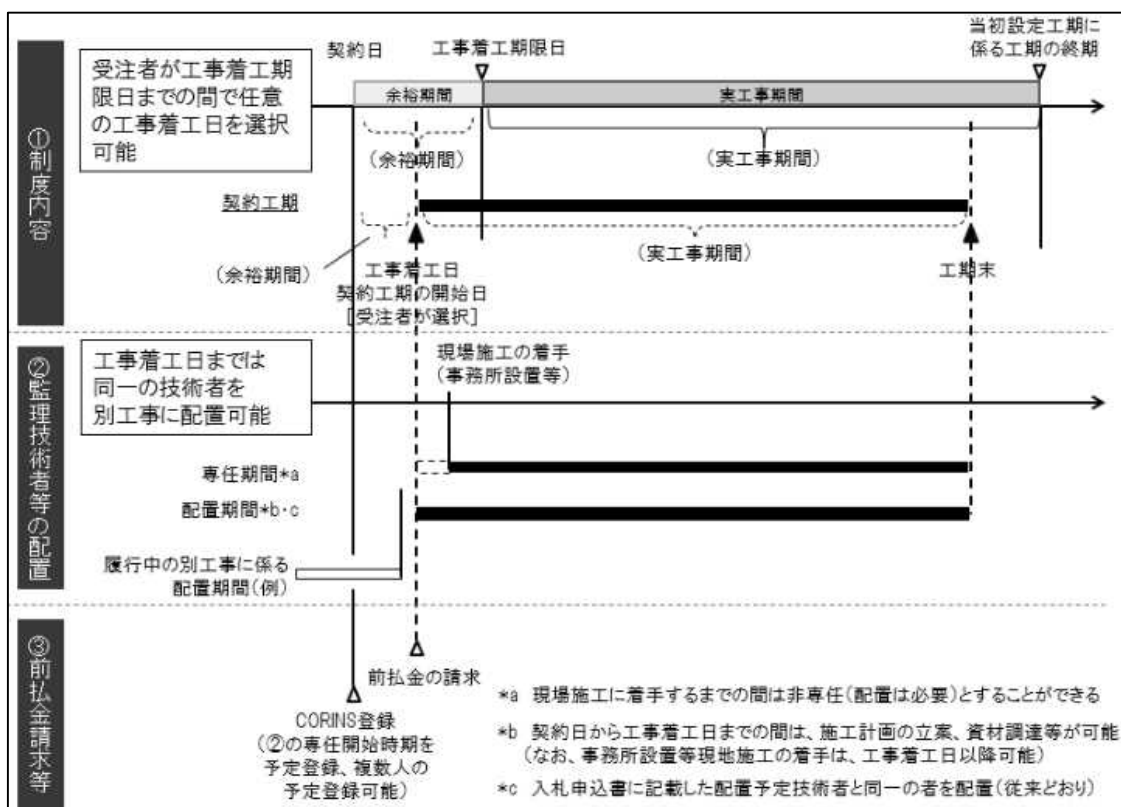 ①制度内容
受注者が工事着工期
限日までの間で任意
の工事着工日を選択
可能
契約日
工事着工期限日
当初設定工期に
係る工期の終期
余裕期間
実工事期間
(余裕期間)
(実工事期間)
契約工期
(余裕期間)
(実工事期間)
工事着工日
契約工期の開始日
[受注者が選択]
工期末
②監理技術者等の配置
工事着工日までは
同一の技術者を
別工事に配置可能
現場施工の着手
(事務所設置等)
専任期間*a
配置期間*b・c
履行中の別工事に係る
配置期間(例)
③前払金請求等
前払金の請求
CORINS登録
(②の専任開始時期を
予定登録、複数人の
予定登録可能)
*a 現場施工に着手するまでの間は非専任(配置は必要)とすることができる
*b 契約日から工事着工日までの間は、施工計画の立案、資材調達等が可能
(なお、事務所設置等現地施工の着手は、工事着工日以降可能)
*c 入札申込書に記載した配置予定技術者と同一の者を配置(従来どおり)